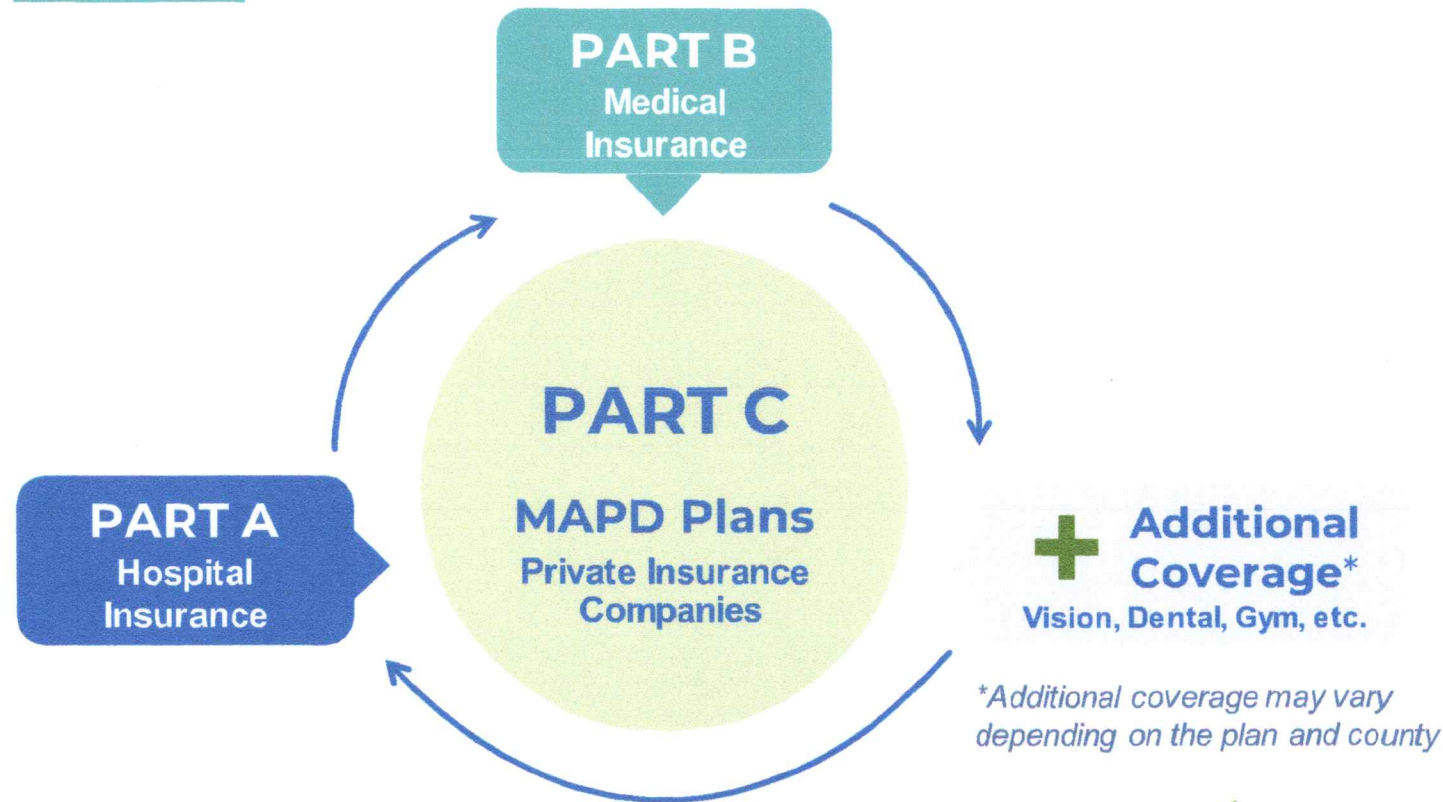 PART B
Medical
Insurance
PART C
MAPD Plans
Private Insurance
Companies
PART A
Hospital
Insurance
+ Additional
Coverage*
Vision, Dental, Gym, etc.
*Additional coverage may vary
depending on the plan and county